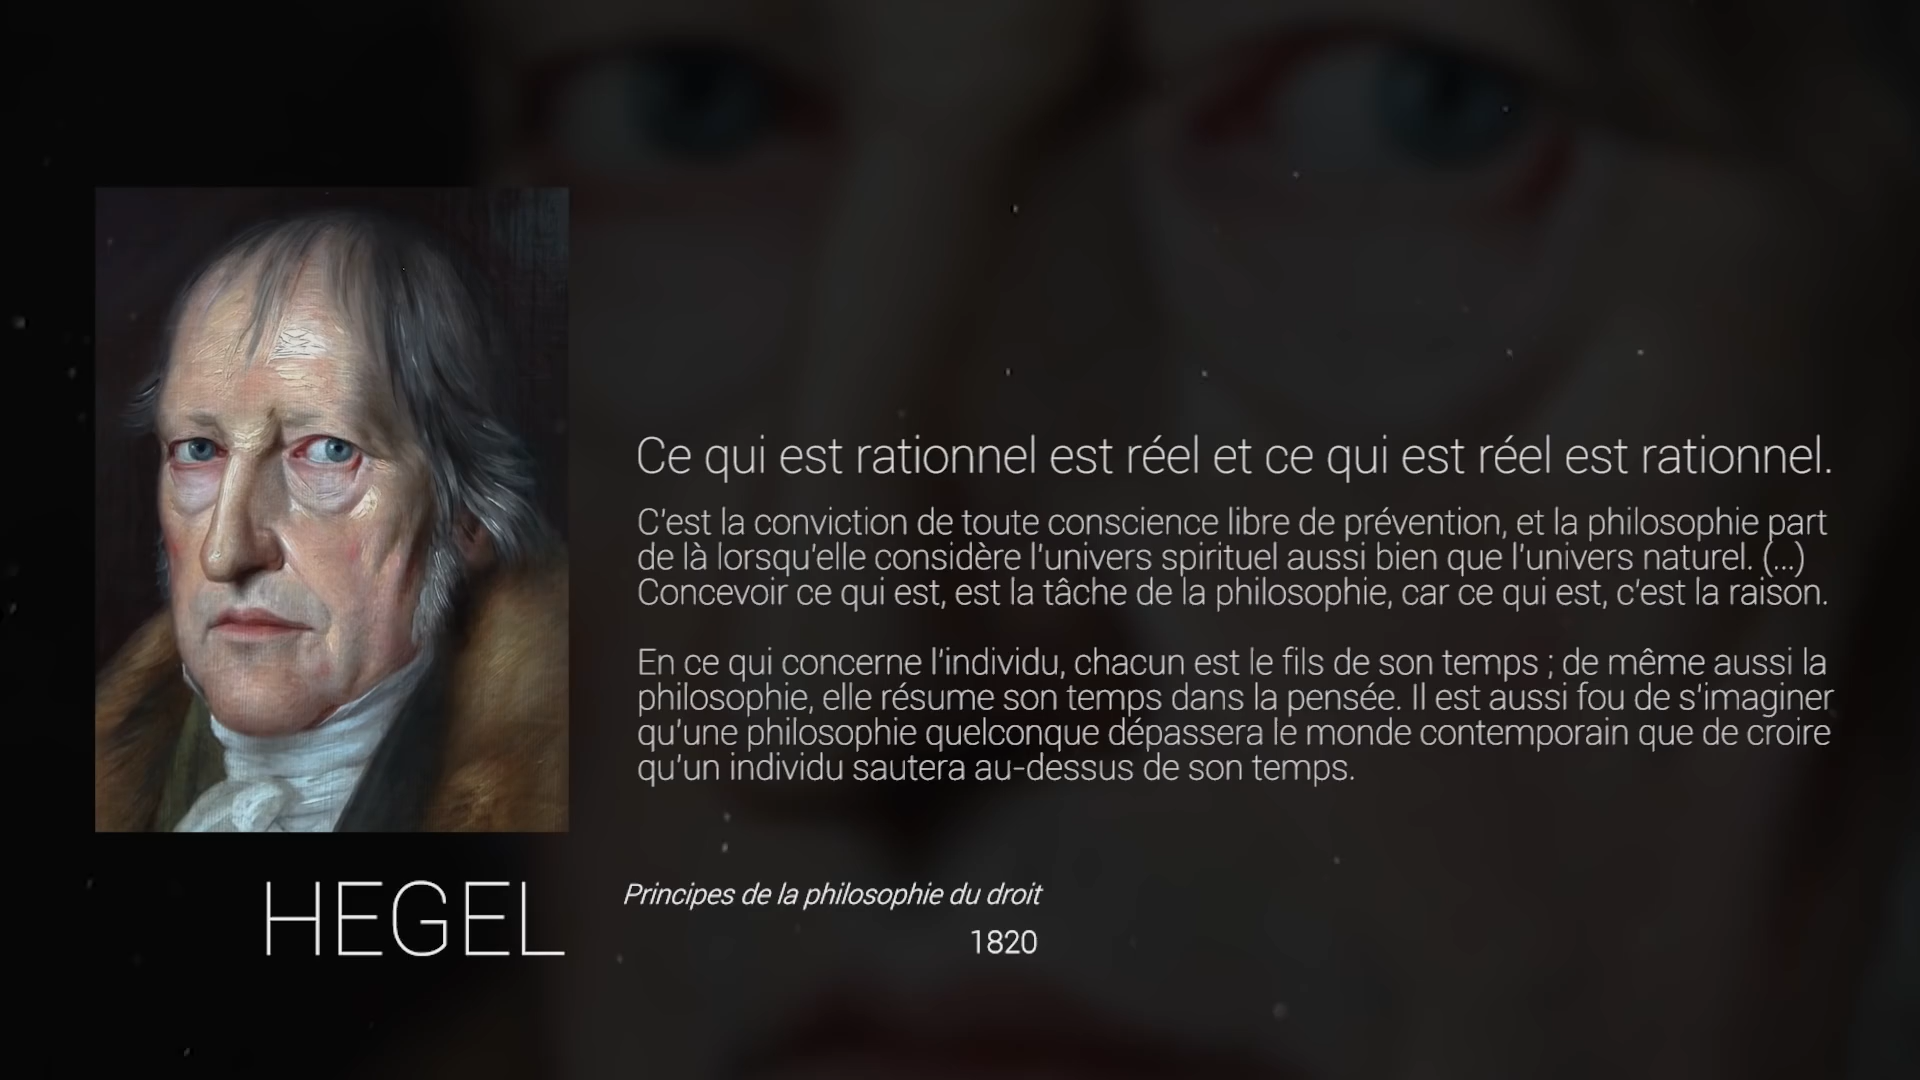 Ce qui est rationnel est réel et ce qui est réel est rationnel.
C'est la conviction de toute conscience libre de prévention, et la philosophie part
de là lorsqu'elle considère l'univers spirituel aussi bien que l'univers naturel. (...)
Concevoir ce qui est, est la tâche de la philosophie, car ce qui est, c'est la raison.
En ce qui concerne l'individu, chacun est le fils de son temps ; de même aussi la
philosophie, elle résume son temps dans la pensée. Il est aussi fou de s'imaginer
qu'une philosophie quelconque dépassera le monde contemporain que de croire
qu'un individu sautera au-dessus de son temps.
HEGEL
Principes de la philosophie du droit
1820